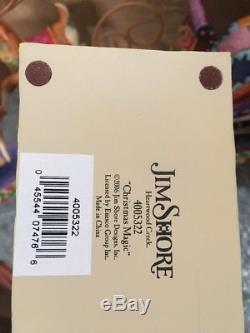 JIM SHORE
Heartwood Creek
4005322
"Christmas Magic"
©2006 Jim Shore Designs, Inc.
Licensed by Enesco Group Inc.
Made in China
4005322
0 45544 07476 6